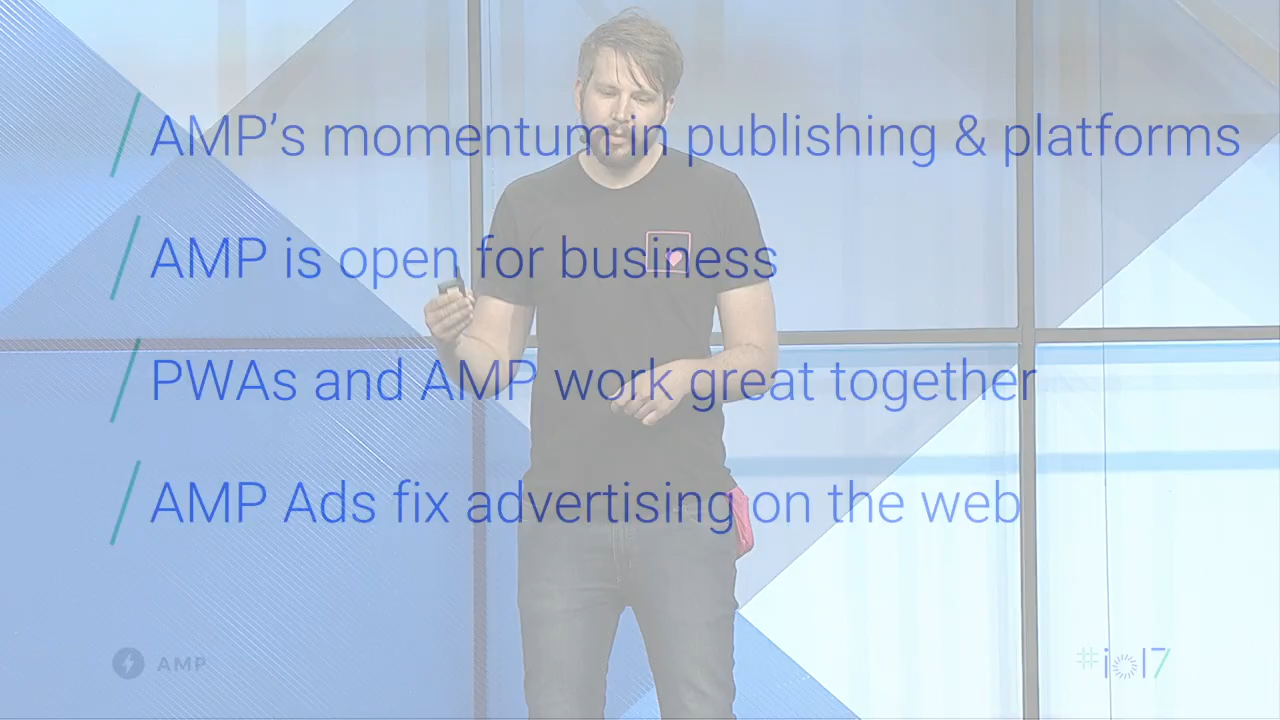 AMP’s momentum in publishing & platforms
AMP is open for business
PWAs and AMP work great together
AMP Ads fix advertising on the web
AMP
#io17